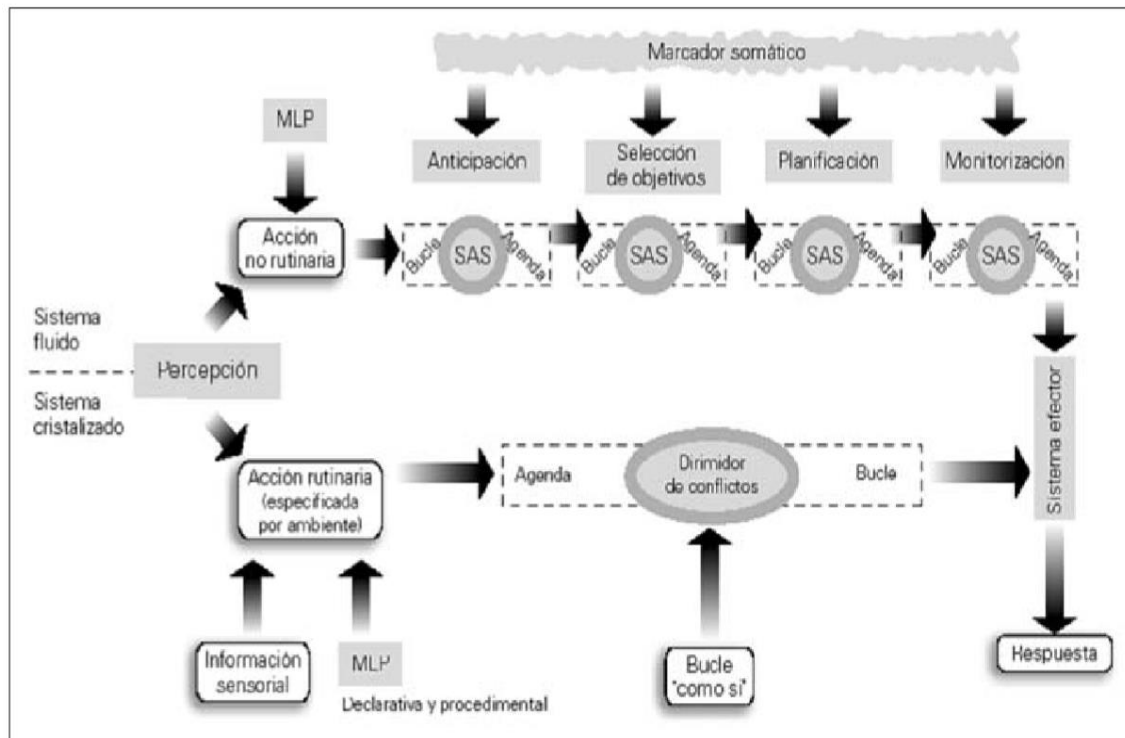 Marcador somático
MLP
Anticipación
Selección
de objetivos
Planificación
Monitorización
Acción
no rutinaria
Bucle
SAS
Agenda
Bucle
SAS
Agenda
Bucle
SAS
Agenda
Bucle
SAS
Agenda
Sistema
fluido
Percepción
Sistema
cristalizado
Acción rutinaria
(especificada
por ambiente)
Agenda
Dirimidor
de conflictos
Bucle
Sistema efector
Información
sensorial
MLP
Declarativa y procedimental
Bucle
"como si"
Respuesta